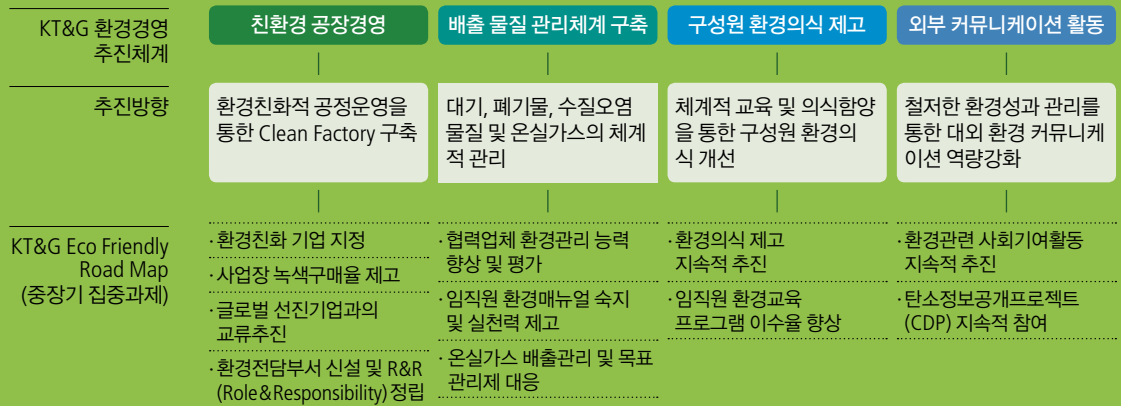 KT&G 환경경영
추진체계
친환경 공장경영
배출 물질 관리체계 구축
구성원 환경의식 제고
외부 커뮤니케이션 활동
추진방향
환경친화적 공정운영을
통한 Clean Factory 구축
대기, 폐기물, 수질오염
물질 및 온실가스의 체계
적 관리
체계적 교육 및 의식함양
을 통한 구성원 환경의
식 개선
철저한 환경성과 관리를
통한 대외 환경 커뮤니케
이션 역량강화
KT&G Eco Friendly
Road Map
(중장기 집중과제)
· 환경친화 기업 지정
· 사업장 녹색구매율 제고
· 글로벌 선진기업과의
교류추진
· 환경전담부서 신설 및 R&R
(Role&Responsibility) 정립
· 협력업체 환경관리 능력
향상 및 평가
· 임직원 환경매뉴얼 숙지
및 실천력 제고
· 온실가스 배출관리 및 목표
관리제 대응
· 환경의식 제고
지속적 추진
· 임직원 환경교육
프로그램 이수율 향상
· 환경관련 사회기여활동
지속적 추진
· 탄소정보공개프로젝트
(CDP) 지속적 참여